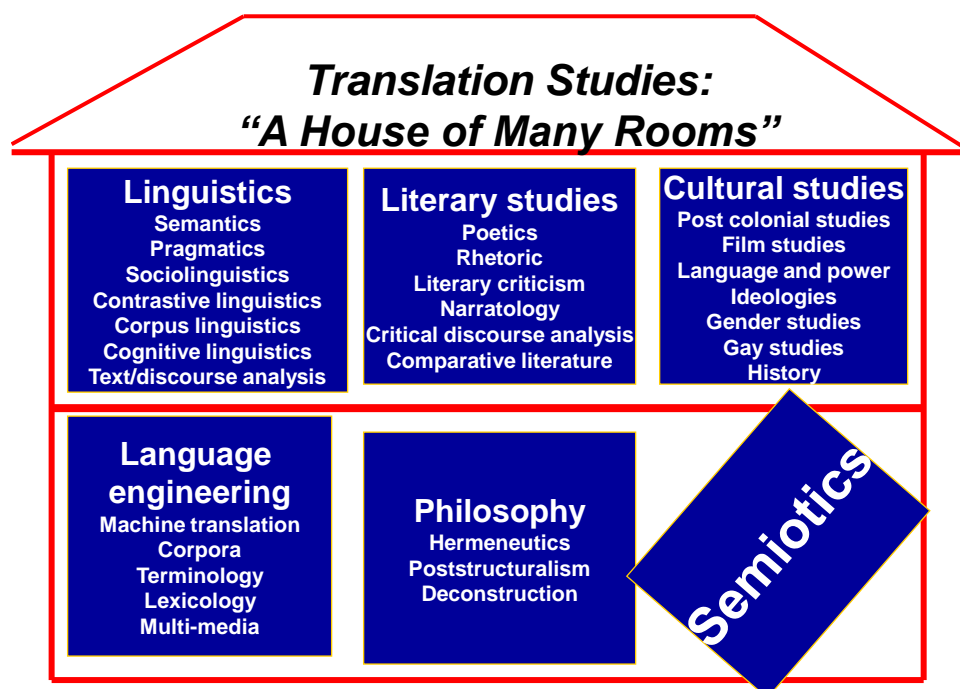 Translation Studies:
“A House of Many Rooms”
Linguistics
Semantics
Pragmatics
Sociolinguistics
Contrastive linguistics
Corpus linguistics
Cognitive linguistics
Text/discourse analysis
Literary studies
Poetics
Rhetoric
Literary criticism
Narratology
Critical discourse analysis
Comparative literature
Cultural studies
Post colonial studies
Film studies
Language and power
Ideologies
Gender studies
Gay studies
History
Language
engineering
Machine translation
Corpora
Terminology
Lexicology
Multi-media
Philosophy
Hermeneutics
Poststructuralism
Deconstruction
Semiotics